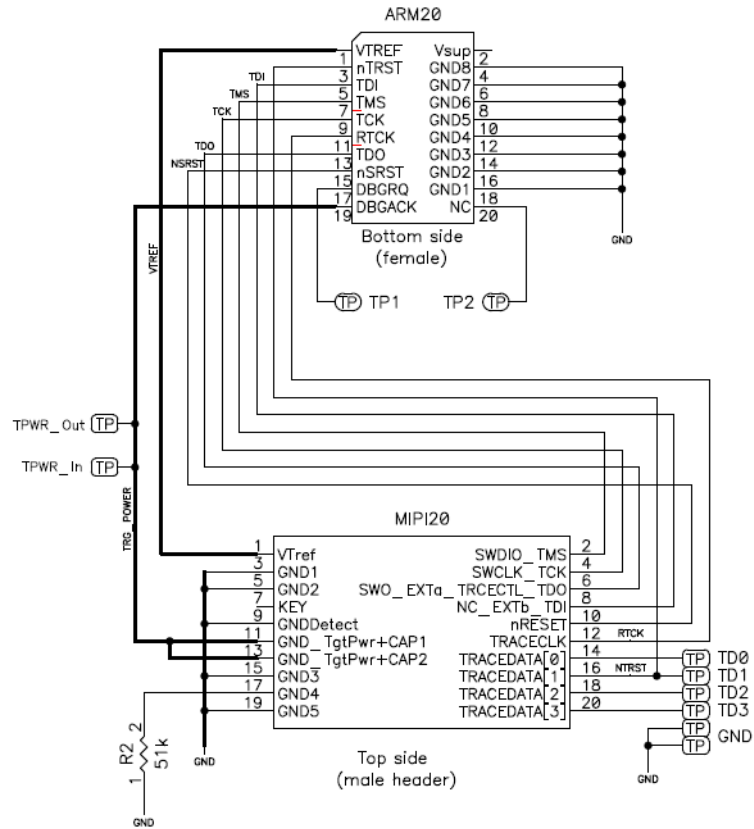 ARM20
VTREF Vsup
1 2
nTRST GND8
3 4
TDI TDI GND7
5 6
TMS TMS GND6
7 8
TCK TCK GND5
9 10
RTCK GND4
11 12
TDO TDO GND3
13 14
NSRST nSRST GND2
15 16
DBGRQ GND1
17 18
DBGACK NC
19 20
Bottom side
(female)
GND
VTREF
TP TP1 TP2 TP
TPWR_Out TP
TPWR_In TP
TRG_POWER
MIPI20
1 2
VTref SWDIO_TMS
3 4
GND1 SWCLK_TCK
5 6
GND2 SWO_EXTa_TRCECTL_TDO
7 8
KEY NC_EXTb_TDI
9 10
GNDDetect nRESET
11 12 RTCK
GND_TgtPwr+CAP1 TRACECLK
13 14
GND_TgtPwr+CAP2 TRACEDATA[0] TP TD0
15 16 NTRST
GND3 TRACEDATA[1] TP TD1
17 18
GND4 TRACEDATA[2] TP TD2
19 20
GND5 TRACEDATA[3] TP TD3
TP
TP GND
GND
Top side
(male header)
GND
2
R2
51k
1
GND